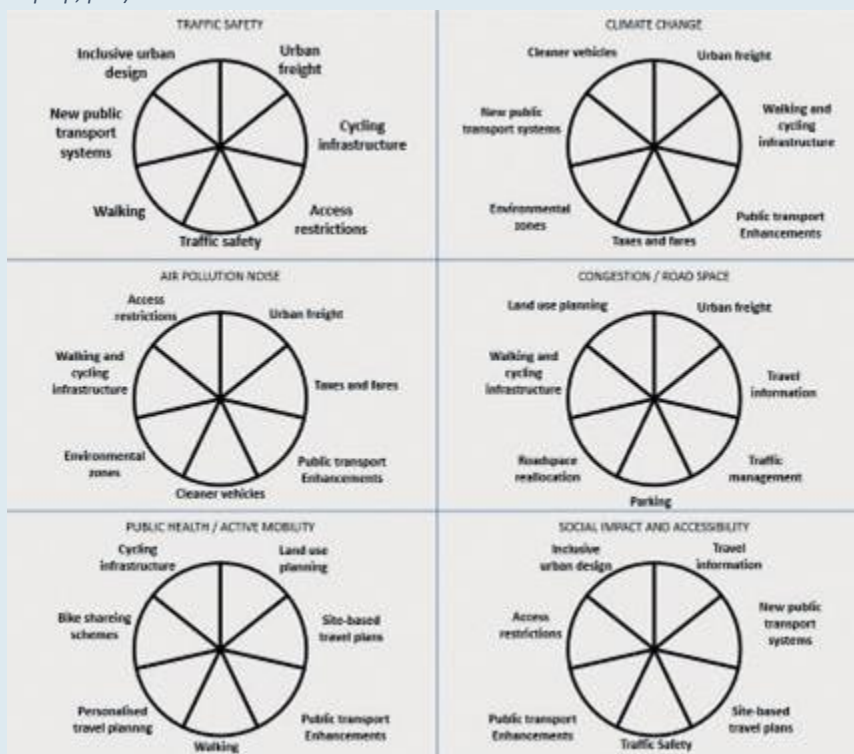 TRAFFIC SAFETY
Inclusive urban
design
Urban
freight
New public
transport
systems
Cycling
infrastructure
Walking
Access
restrictions
Traffic safety
CLIMATE CHANGE
Cleaner vehicles
Urban freight
New public
transport systems
Walking and
cycling
infrastructure
Environmental
zones
Public transport
Enhancements
Taxes and fares
AIR POLLUTION NOISE
Access
restrictions
Urban freight
Walking and
cycling
infrastructure
Taxes and fares
Environmental
zones
Public transport
Enhancements
Cleaner vehicles
CONGESTION / ROAD SPACE
Land use planning
Urban freight
Walking and
cycling
infrastructure
Travel
information
Roadspace
reallocation
Traffic
management
Parking
PUBLIC HEALTH / ACTIVE MOBILITY
Cycling
infrastructure
Land use
planning
Bike shareing
schemes
Site-based
travel plans
Personalised
travel plannng
Public transport
Enhancements
Walking
SOCIAL IMPACT AND ACCESSIBILITY
Inclusive
urban design
Travel
information
Access
restrictions
New public
transport
systems
Public transport
Enhancements
Site-based
travel plans
Traffic Safety